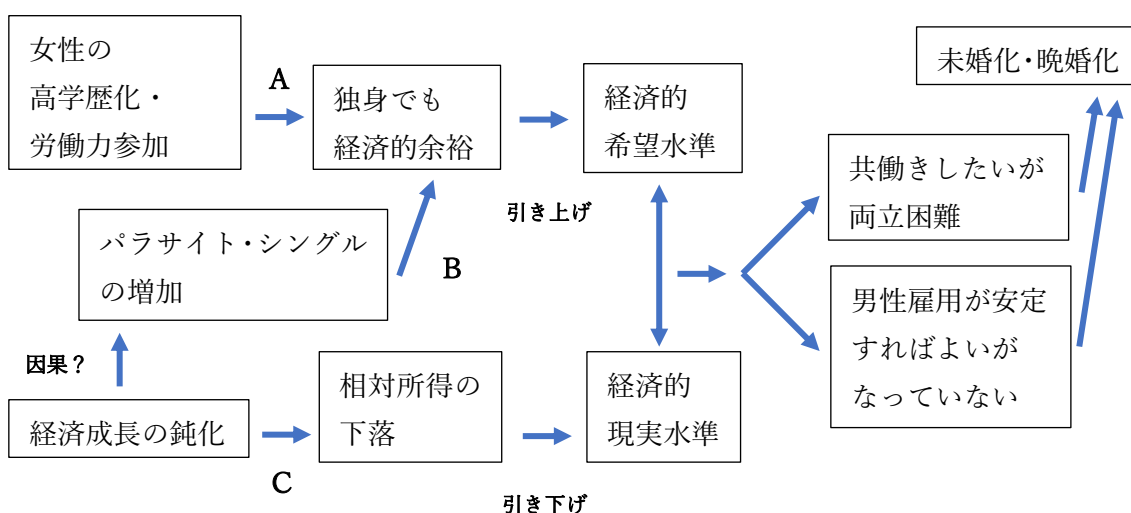 女性の
高学歴化・
労働力参加
A
独身でも
経済的余裕
経済的
希望水準
未婚化・晩婚化
共働きしたいが
両立困難
引き上げ
パラサイト・シングル
の増加
B
男性雇用が安定
すればよいが
なっていない
因果？
経済成長の鈍化
C
相対所得の
下落
経済的
現実水準
引き下げ